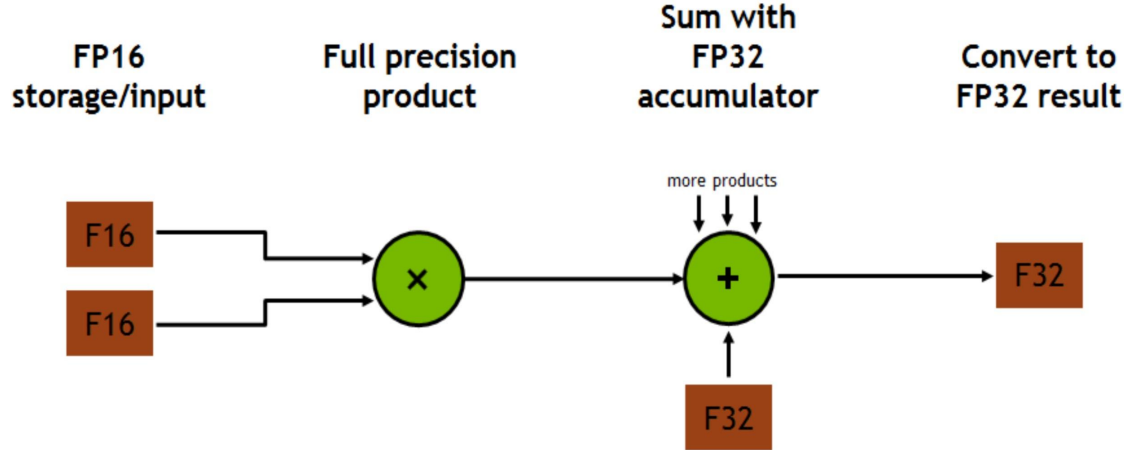 FP16
storage/input
Full precision
product
Sum with
FP32
accumulator
Convert to
FP32 result
more products
F16
F16
×
+
F32
F32